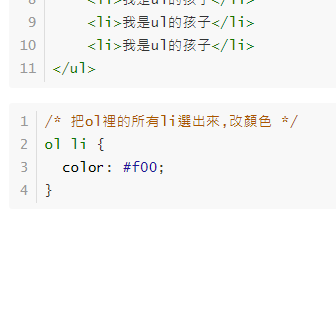 8     <li>我是ul的孩子</li>
9     <li>我是ul的孩子</li>
10     <li>我是ul的孩子</li>
11 </ul>
1 /* 把ol裡的所有li選出來,改顏色 */
2 ol li {
3   color: #f00;
4 }